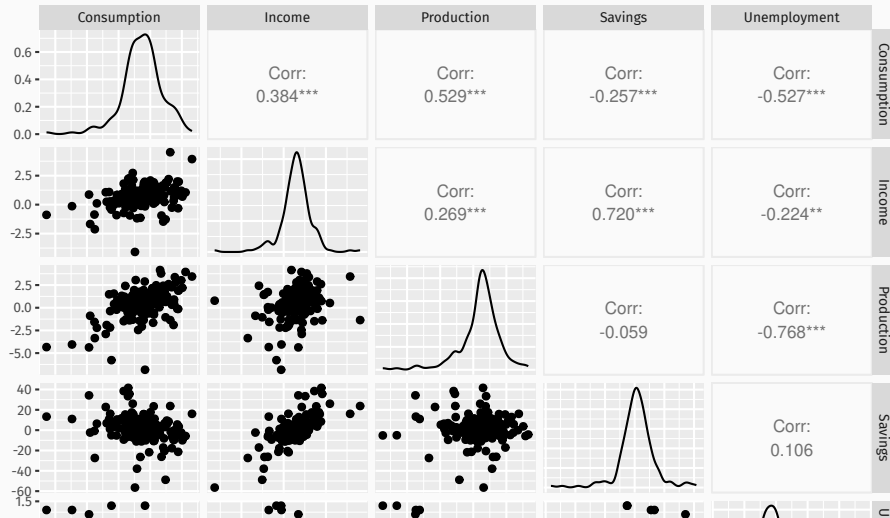 Consumption Income Production Savings Unemployment
0.6
0.4
0.2
0.0
Corr:
0.384***
Corr:
0.529***
Corr:
-0.257***
Corr:
-0.527***
Consumption
2.5
0.0
-2.5
Corr:
0.269***
Corr:
0.720***
Corr:
-0.224**
Income
2.5
0.0
-2.5
-5.0
Corr:
-0.059
Corr:
-0.768***
Production
40
20
0
-20
-40
-60
Corr:
0.106
Savings
1.5
U